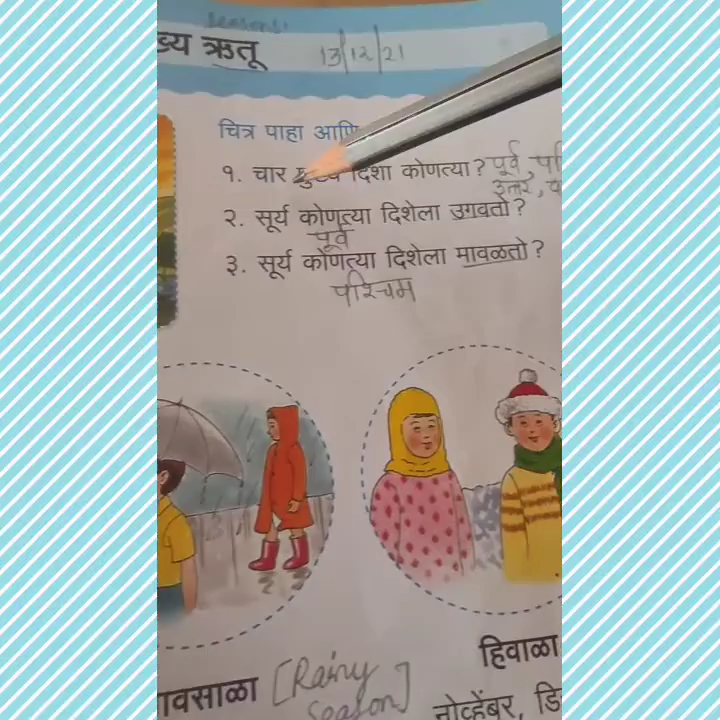 Seasons
ख्य ऋतू 13/12/21
चित्र पाहा आणि
१. चार मुख्य दिशा कोणत्या? पूर्व
उत्तर,
२. सूर्य कोणत्या दिशेला उगवतो?
पूर्व
३. सूर्य कोणत्या दिशेला मावळतो?
पश्चिम
हिवाळा
पावसाळा [Rainy
Season]
नोव्हेंबर,